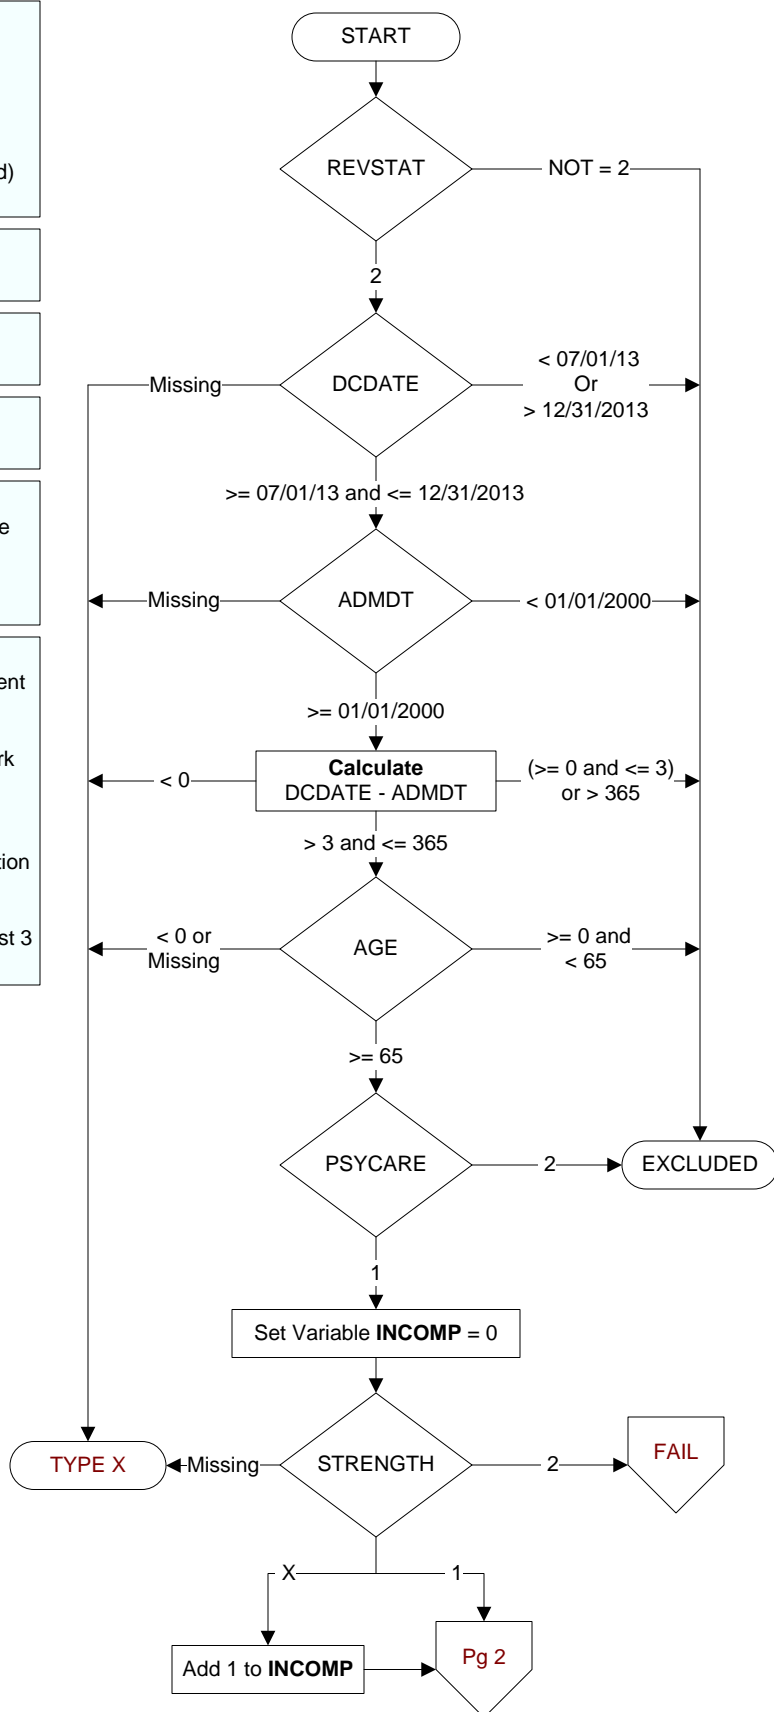 START
REVSTAT
NOT = 2
2
d)
DCDATE
Missing
< 07/01/13
Or
> 12/31/2013
>= 07/01/13 and <= 12/31/2013
e
ADMDT
Missing
< 01/01/2000
>= 01/01/2000
ent
rk
Calculate
DCDATE - ADMDT
< 0
(>= 0 and <= 3)
or > 365
> 3 and <= 365
tion
st 3
AGE
< 0 or
Missing
>= 0 and
< 65
>= 65
PSYCARE
2
EXCLUDED
1
Set Variable INCOMP = 0
STRENGTH
Missing
TYPE X
2
FAIL
X
1
Add 1 to INCOMP
Pg 2